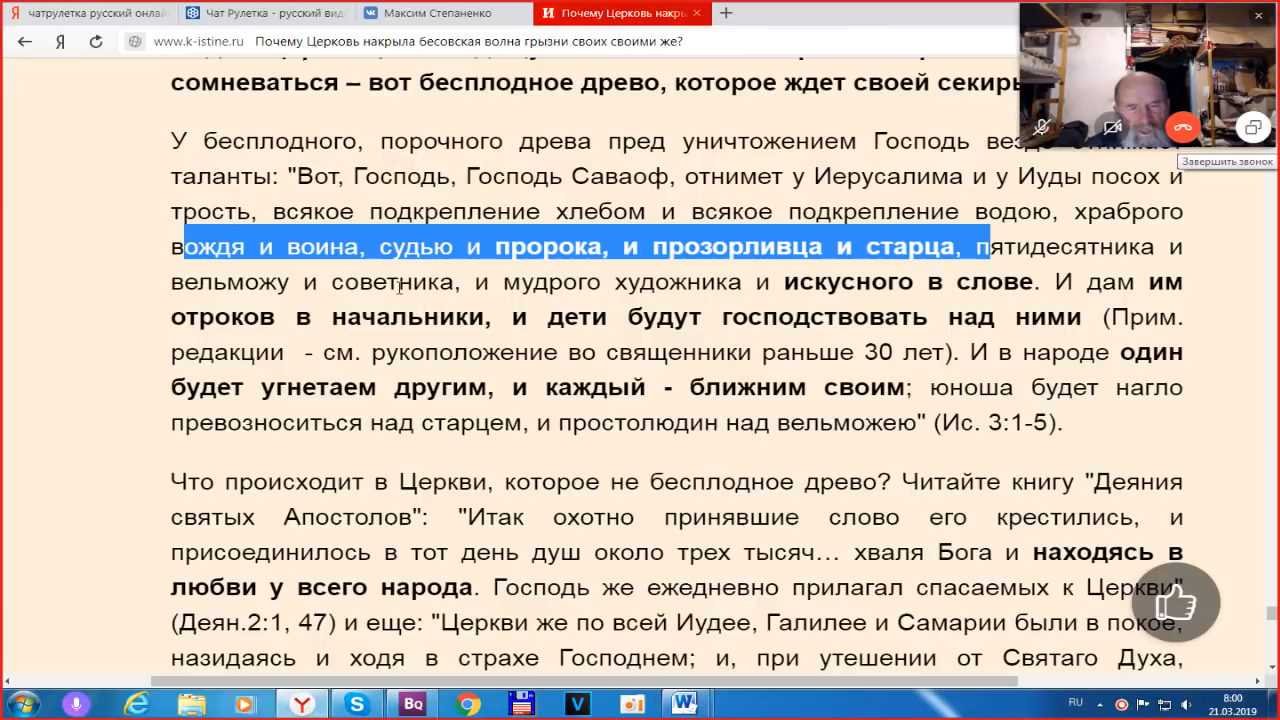 чатрулетка русский онлай
Чат Рулетка - русский вид
Максим Степаненко
Почему Церковь накры
www.k-istine.ru Почему Церковь накрыла бесовская волна грызни своих своими же?
сомневаться – вот бесплодное древо, которое ждет своей секиры
Завершить звонок
У бесплодного, порочного древа пред уничтожением Господь
таланты: "Вот, Господь, Господь Саваоф, отнимет у Иерусалима и у Иуды посох и
трость, всякое подкрепление хлебом и всякое подкрепление водою, храброго
вождя и воина, судью и пророка, и прозорливца и старца, пятидесятника и
вельможу и советника, и мудрого художника и искусного в слове. И дам им
отроков в начальники, и дети будут господствовать над ними (Прим.
редакции - см. рукоположение во священники раньше 30 лет). И в народе один
будет угнетаем другим, и каждый - ближним своим; юноша будет нагло
превозноситься над старцем, и простолюдин над вельможею" (Ис. 3:1-5).
Что происходит в Церкви, которое не бесплодное древо? Читайте книгу "Деяния
святых Апостолов": "Итак охотно принявшие слово его крестились, и
присоединилось в тот день душ около трех тысяч… хваля Бога и находясь в
любви у всего народа. Господь же ежедневно прилагал спасаемых к Церкви"
(Деян.2:1, 47) и еще: "Церкви же по всей Иудее, Галилее и Самарии были в покое,
назидаясь и ходя в страхе Господнем; и, при утешении от Святаго Духа,
RU
8:00
21.03.2019